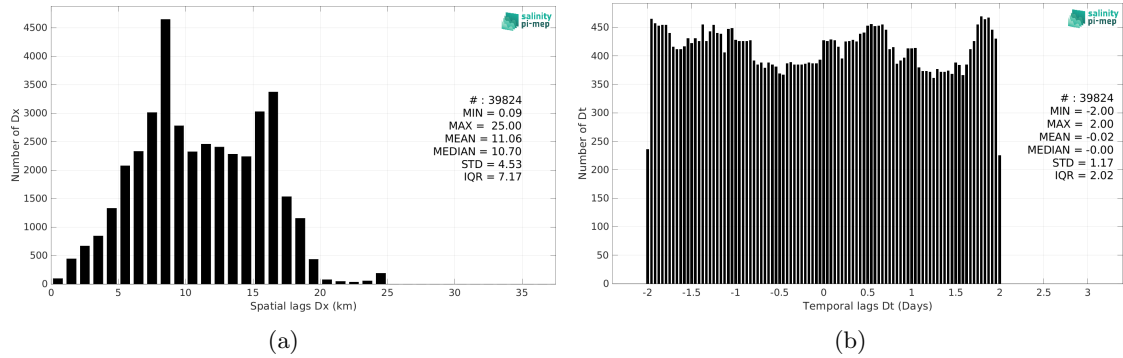 salinity
pi-mep
4500
4000
3500
3000
2500
2000
1500
1000
500
0
Number of Dx
# : 39824
MIN = 0.09
MAX = 25.00
MEAN = 11.06
MEDIAN = 10.70
STD = 4.53
IQR = 7.17
0 5 10 15 20 25 30 35
Spatial lags Dx (km)
(a)
salinity
pi-mep
450
400
350
300
250
200
150
100
50
0
Number of Dt
# : 39824
MIN = -2.00
MAX = 2.00
MEAN = -0.02
MEDIAN = -0.00
STD = 1.17
IQR = 2.02
-2 -1.5 -1 -0.5 0 0.5 1 1.5 2 2.5 3
Temporal lags Dt (Days)
(b)